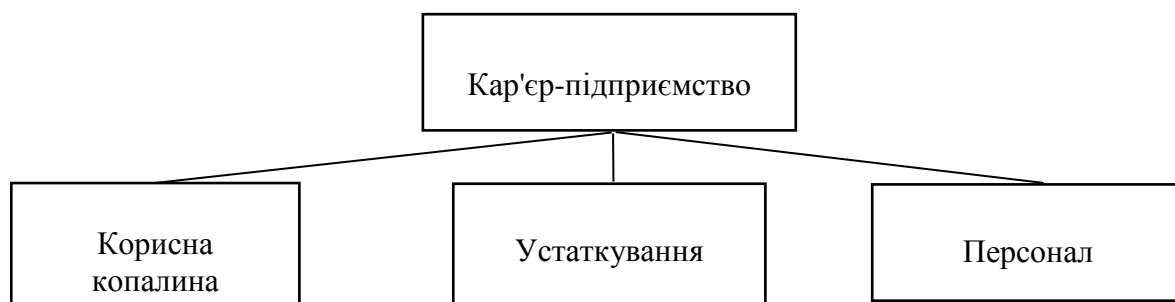 Кар'єр-підприємство
Корисна
копалина
Устаткування
Персонал